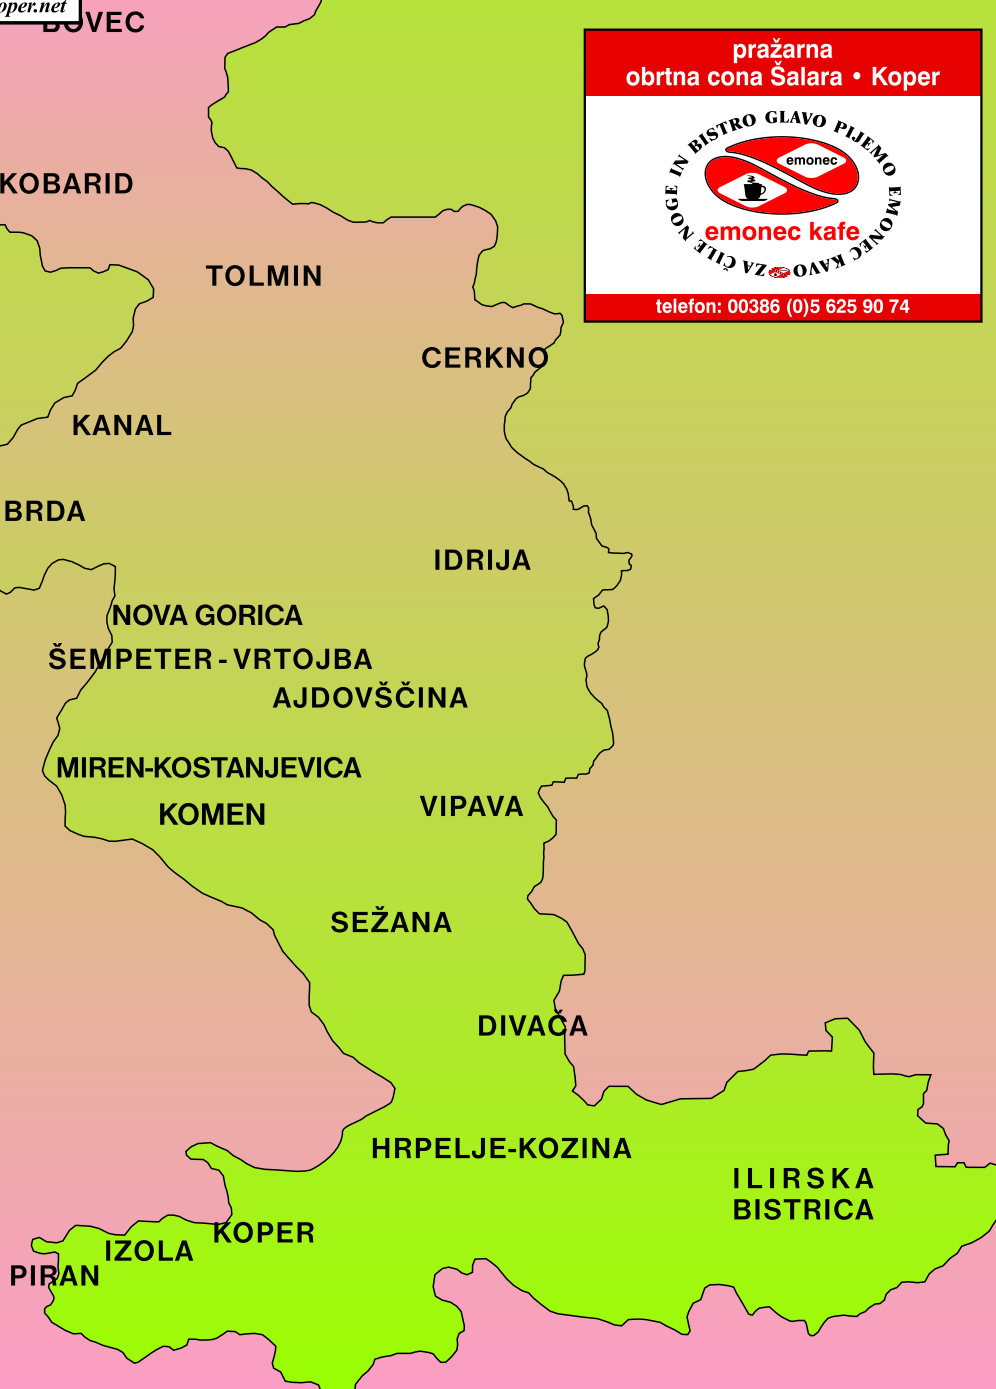 oper.net
BOVEC
pražarna
obrtna cona Šalara • Koper
ZA ČILE NOGE IN BISTRO GLAVO PIJEMO EMONEC KAVO
emonec
emonec kafe
telefon: 00386 (0)5 625 90 74
KOBARID
TOLMIN
CERKNO
KANAL
BRDA
IDRIJA
NOVA GORICA
ŠEMPETER - VRTOJBA
AJDOVŠČINA
MIREN-KOSTANJEVICA
VIPAVA
KOMEN
SEŽANA
DIVAČA
HRPELJE-KOZINA
ILIRSKA
BISTRICA
KOPER
IZOLA
PIRAN